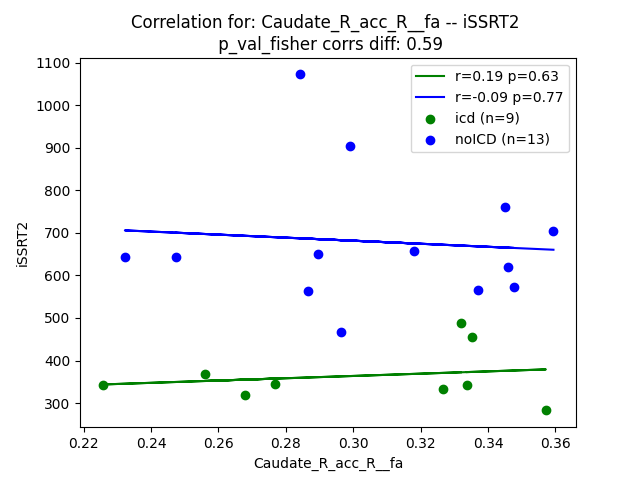 Correlation for: Caudate_R_acc_R__fa -- iSSRT2
p_val_fisher corrs diff: 0.59
r=0.19 p=0.63
r=-0.09 p=0.77
icd (n=9)
noICD (n=13)
iSSRT2
1100
1000
900
800
700
600
500
400
300
0.22 0.24 0.26 0.28 0.30 0.32 0.34 0.36
Caudate_R_acc_R__fa